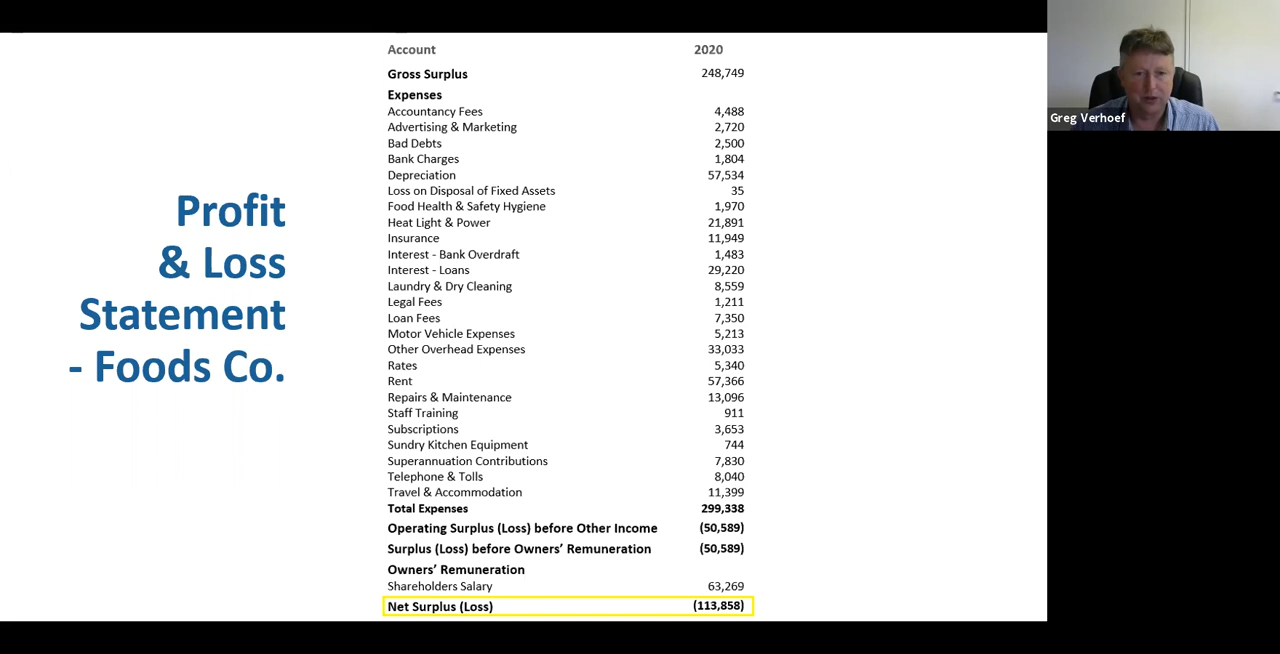 Profit
& Loss
Statement
- Foods Co.
Account 2020
Gross Surplus 248,749
Expenses
Accountancy Fees 4,488
Advertising & Marketing 2,720
Bad Debts 2,500
Bank Charges 1,804
Depreciation 57,534
Loss on Disposal of Fixed Assets 35
Food Health & Safety Hygiene 1,970
Heat Light & Power 21,891
Insurance 11,949
Interest - Bank Overdraft 1,483
Interest - Loans 29,220
Laundry & Dry Cleaning 8,559
Legal Fees 1,211
Loan Fees 7,350
Motor Vehicle Expenses 5,213
Other Overhead Expenses 33,033
Rates 5,340
Rent 57,366
Repairs & Maintenance 13,096
Staff Training 911
Subscriptions 3,653
Sundry Kitchen Equipment 744
Superannuation Contributions 7,830
Telephone & Tolls 8,040
Travel & Accommodation 11,399
Total Expenses 299,338
Operating Surplus (Loss) before Other Income (50,589)
Surplus (Loss) before Owners’ Remuneration (50,589)
Owners’ Remuneration
Shareholders Salary 63,269
Net Surplus (Loss) (113,858)
Greg Verhoef